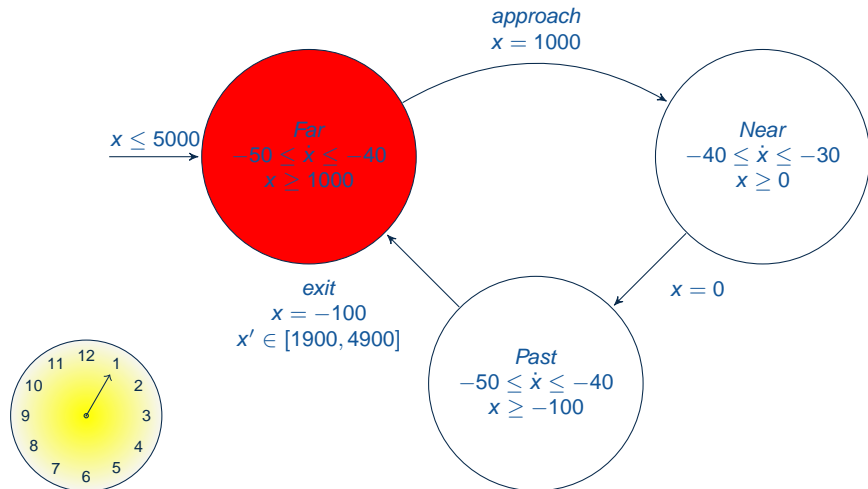 approach
x = 1000
x ≤ 5000
Far
−50 ≤ ẋ ≤ −40
x ≥ 1000
Near
−40 ≤ ẋ ≤ −30
x ≥ 0
exit
x = −100
x′ ∈ [1900, 4900]
x = 0
Past
−50 ≤ ẋ ≤ −40
x ≥ −100
12
1
2
3
4
5
6
7
8
9
10
11